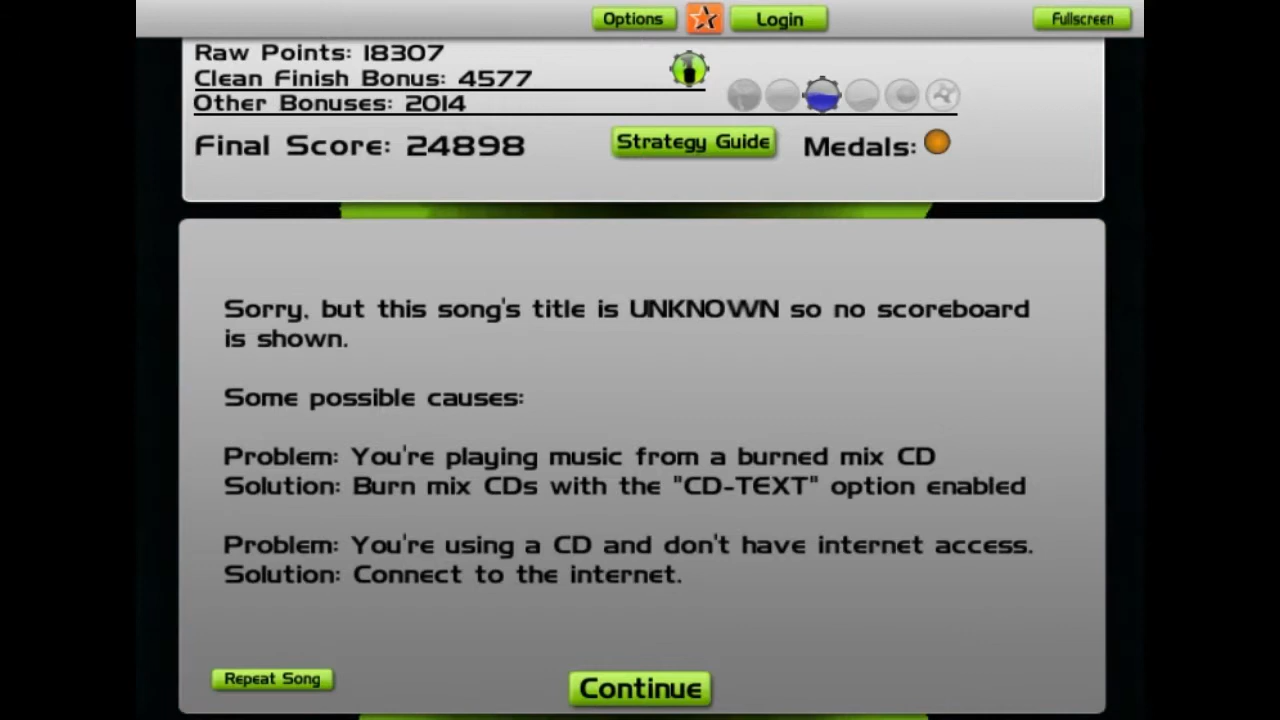 Options
Login
Fullscreen
Raw Points: 18307
Clean Finish Bonus: 4577
Other Bonuses: 2014
Final Score: 24898
Strategy Guide
Medals:
Sorry, but this song's title is UNKNOWN so no scoreboard
is shown.
Some possible causes:
Problem: You're playing music from a burned mix CD
Solution: Burn mix CDs with the "CD-TEXT" option enabled
Problem: You're using a CD and don't have internet access.
Solution: Connect to the internet.
Repeat Song
Continue